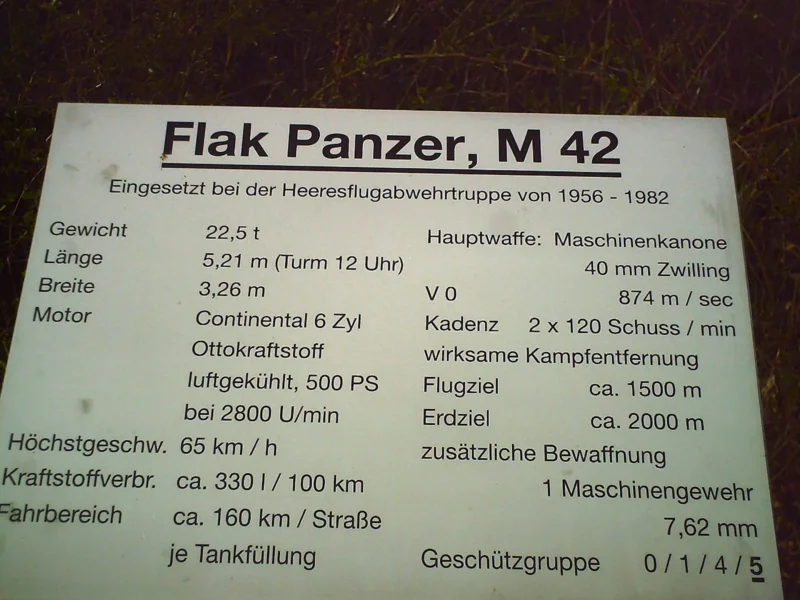 Flak Panzer, M 42
Eingesetzt bei der Heeresflugabwehrtruppe von 1956 - 1982
Gewicht 22,5 t
Länge 5,21 m (Turm 12 Uhr)
Breite 3,26 m
Motor Continental 6 Zyl
Ottokraftstoff
luftgekühlt, 500 PS
bei 2800 U/min
Höchstgeschw. 65 km / h
Kraftstoffverbr. ca. 330 l / 100 km
Fahrbereich ca. 160 km / Straße
je Tankfüllung
Hauptwaffe: Maschinenkanone
40 mm Zwilling
V 0 874 m / sec
Kadenz 2 x 120 Schuss / min
wirksame Kampfentfernung
Flugziel ca. 1500 m
Erdziel ca. 2000 m
zusätzliche Bewaffnung
1 Maschinengewehr
7,62 mm
Geschützgruppe 0 / 1 / 4 / 5